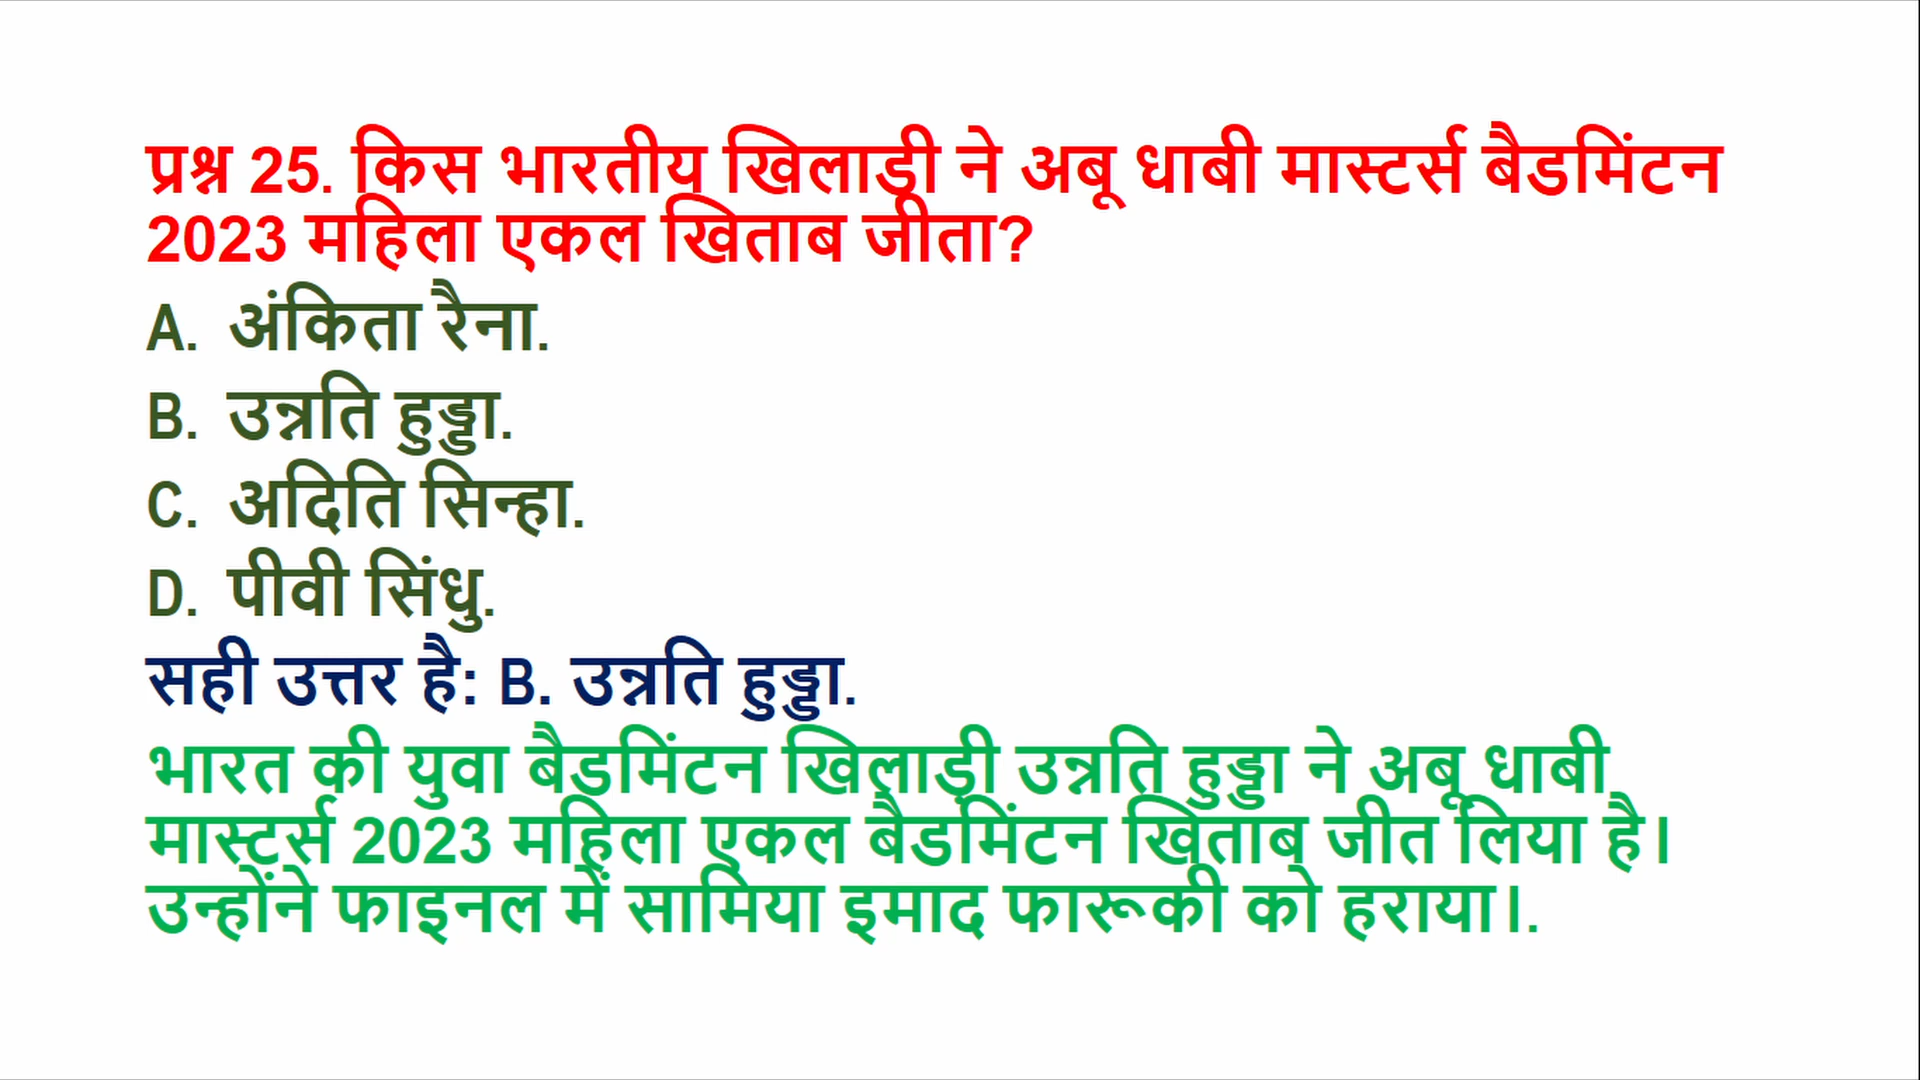 प्रश्न 25. किस भारतीय खिलाड़ी ने अबू धाबी मास्टर्स बैडमिंटन
2023 महिला एकल खिताब जीता?
A. अंकिता रैना.
B. उन्नति हुड्डा.
C. अदिति सिन्हा.
D. पीवी सिंधु.
सही उत्तर है: B. उन्नति हुड्डा.
भारत की युवा बैडमिंटन खिलाड़ी उन्नति हुड्डा ने अबू धाबी
मास्टर्स 2023 महिला एकल बैडमिंटन खिताब जीत लिया है।
उन्होंने फाइनल में सामिया इमाद फारूकी को हराया।.